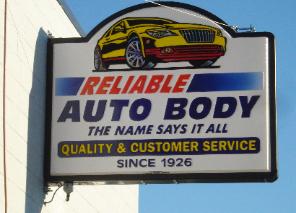 RELIABLE
AUTO BODY
THE NAME SAYS IT ALL
QUALITY & CUSTOMER SERVICE
SINCE 1926